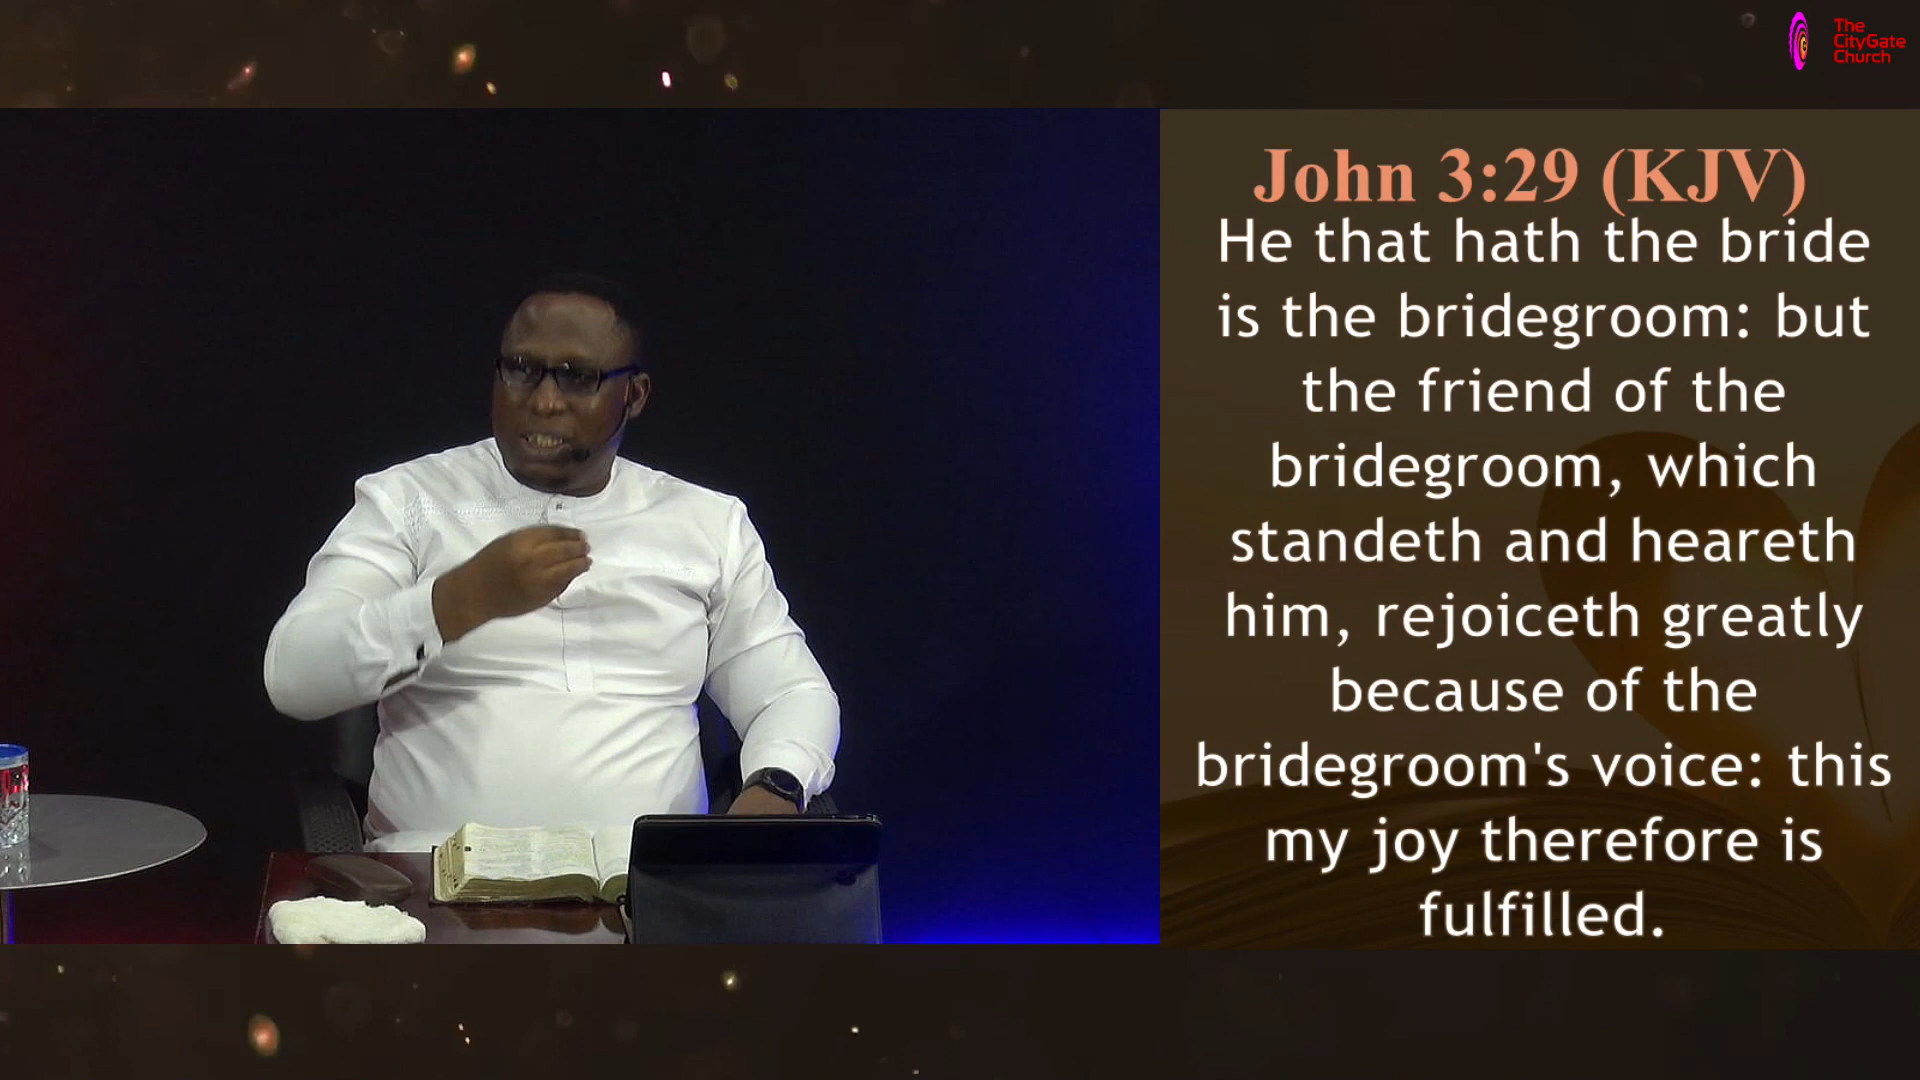 The
CityGate
Church
John 3:29 (KJV)
He that hath the bride
is the bridegroom: but
the friend of the
bridegroom, which
standeth and heareth
him, rejoiceth greatly
because of the
bridegroom's voice: this
my joy therefore is
fulfilled.